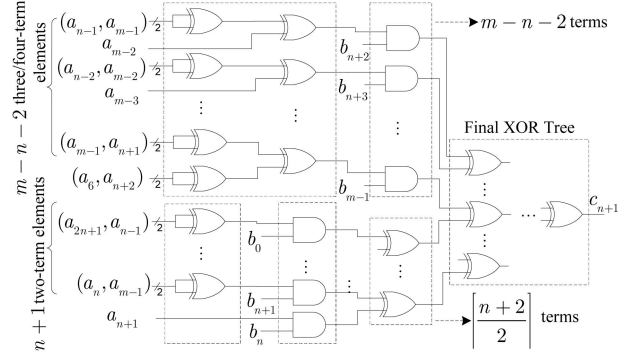 m − n − 2 three/four-term elements
(a_{n−1}, a_{m−1}) 2
a_{m−2}
(a_{n−2}, a_{m−2}) 2
a_{m−3}
⋮
(a_{m−1}, a_{n+1}) 2
(a_6, a_{n+2}) 2
b_{n+2}
b_{n+3}
⋮
b_{m−1}
m − n − 2 terms
n + 1 two-term elements
(a_{2n+1}, a_{n−1}) 2
⋮
(a_n, a_{m−1}) 2
a_{n+1}
b_0
⋮
b_{n+1}
b_n
Final XOR Tree
⋯
c_{n+1}
⌈(n + 2)/2⌉ terms